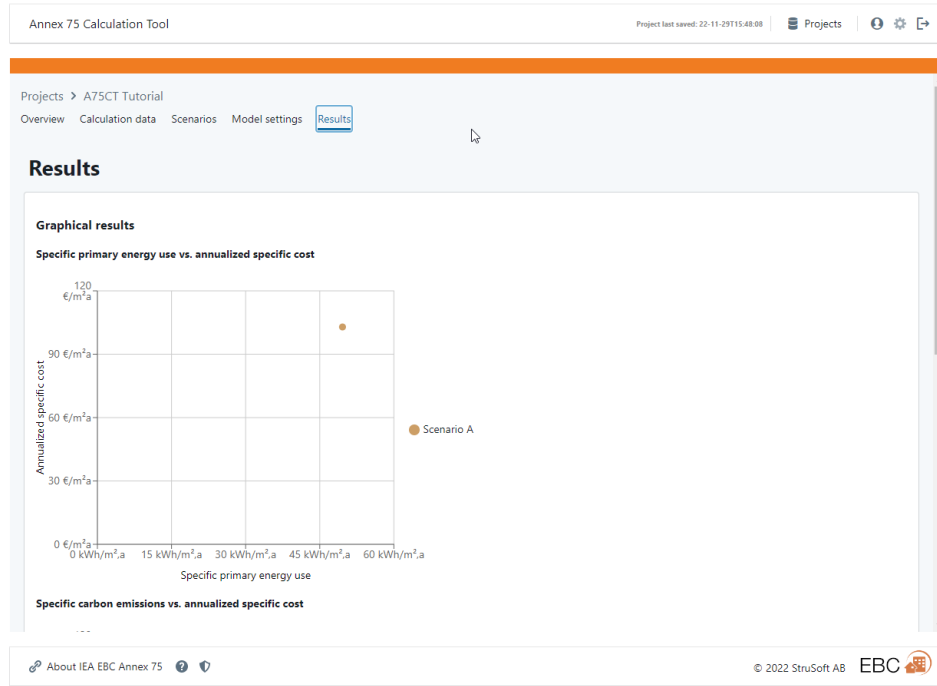 Annex 75 Calculation Tool
Project last saved: 22-11-29T15:48:08
Projects
Projects > A75CT Tutorial
Overview Calculation data Scenarios Model settings Results
Results
Graphical results
Specific primary energy use vs. annualized specific cost
120
€/m²a
90 €/m²a
60 €/m²a
30 €/m²a
0 €/m²a
Annualized specific cost
0 kWh/m²,a 15 kWh/m²,a 30 kWh/m²,a 45 kWh/m²,a 60 kWh/m²,a
Specific primary energy use
Scenario A
Specific carbon emissions vs. annualized specific cost
About IEA EBC Annex 75
© 2022 StruSoft AB
EBC